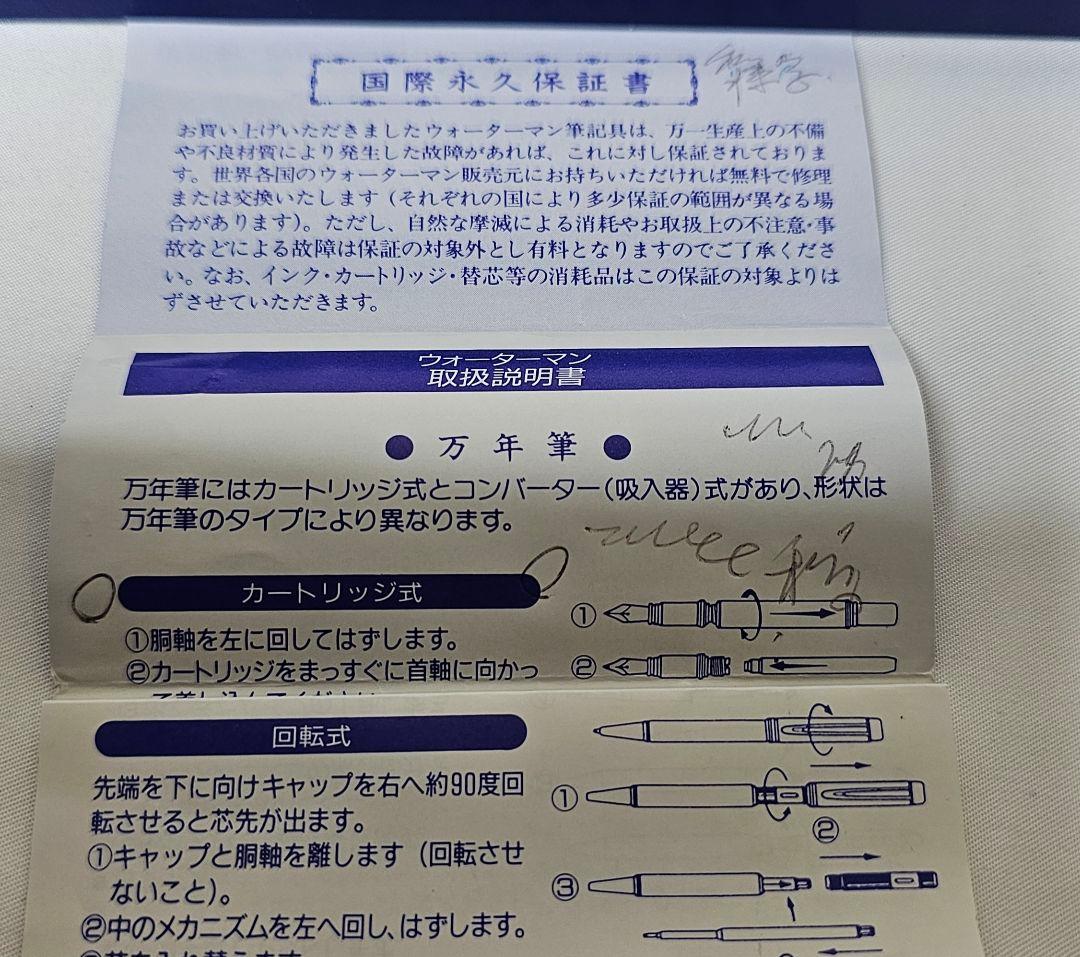 国際永久保証書
お買い上げいただきましたウォーターマン筆記具は、万一生産上の不備
や不良材質により発生した故障があれば、これに対し保証されておりま
す。世界各国のウォーターマン販売元にお持ちいただければ無料で修理
または交換いたします（それぞれの国により多少保証の範囲が異なる場
合があります）。ただし、自然な摩滅による消耗やお取扱上の不注意・事
故などによる故障は保証の対象外とし有料となりますのでご了承くださ
い。なお、インク・カートリッジ・替芯等の消耗品はこの保証の対象よりは
ずさせていただきます。
ウォーターマン
取扱説明書
● 万年筆 ●
万年筆にはカートリッジ式とコンバーター（吸入器）式があり、形状は
万年筆のタイプにより異なります。
カートリッジ式
①胴軸を左に回してはずします。
②カートリッジをまっすぐに首軸に向かっ
①
②
回転式
先端を下に向けキャップを右へ約90度回
転させると芯先が出ます。
①キャップと胴軸を離します（回転させ
ないこと）。
②中のメカニズムを左へ回し、はずします。
①
②
③